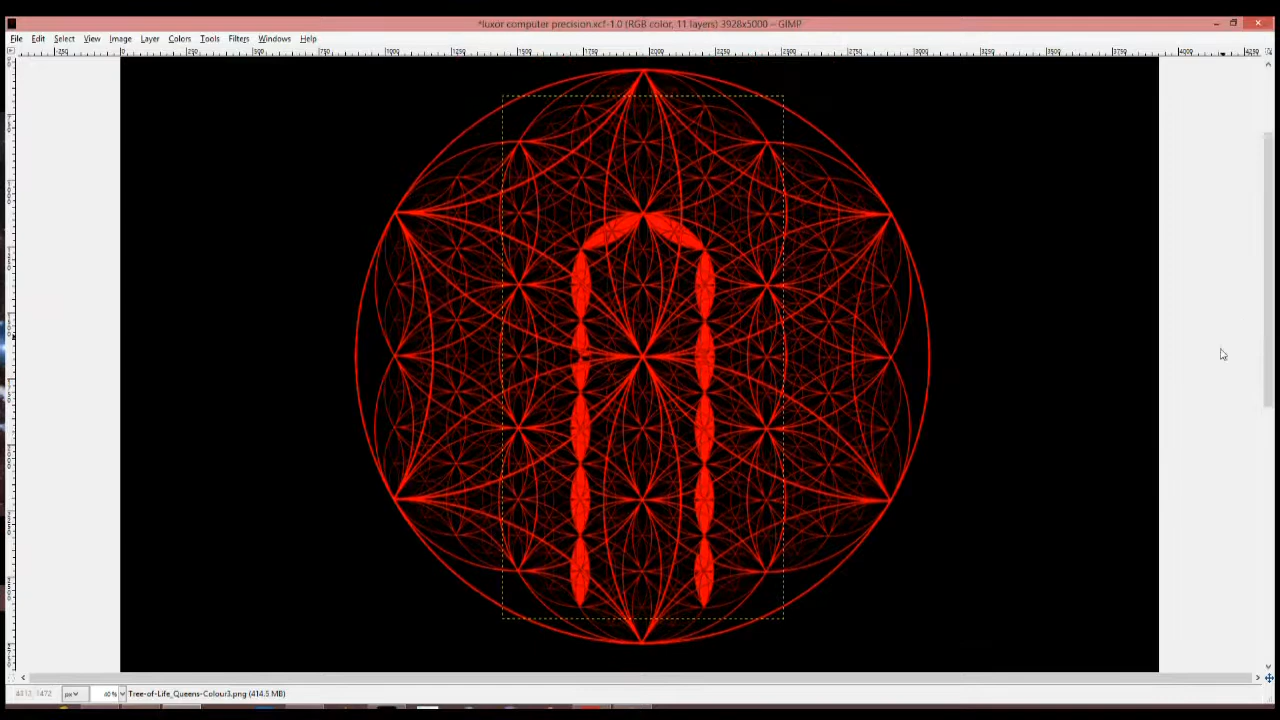 *luxor computer precision.xcf-1.0 (RGB color, 11 layers) 3928x5000 – GIMP
File Edit Select View Image Layer Colors Tools Filters Windows Help
px 40% Tree-of-Life_Queens-Colour3.png (414.5 MB)